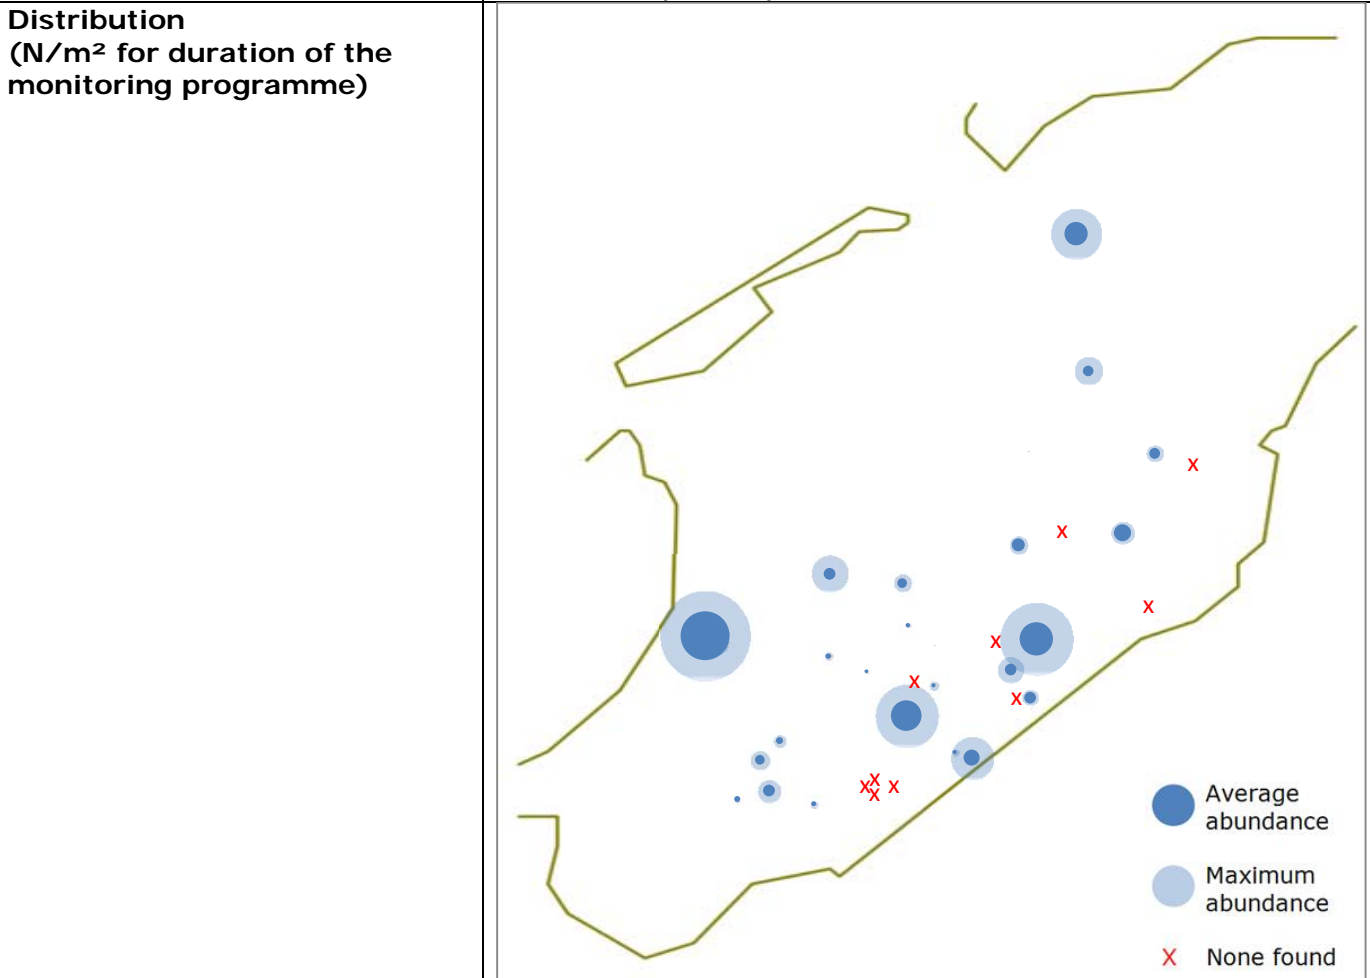 Distribution
(N/m² for duration of the
monitoring programme)
X
X
X
X
X
X
X
X
X
X
Average
abundance
Maximum
abundance
X None found